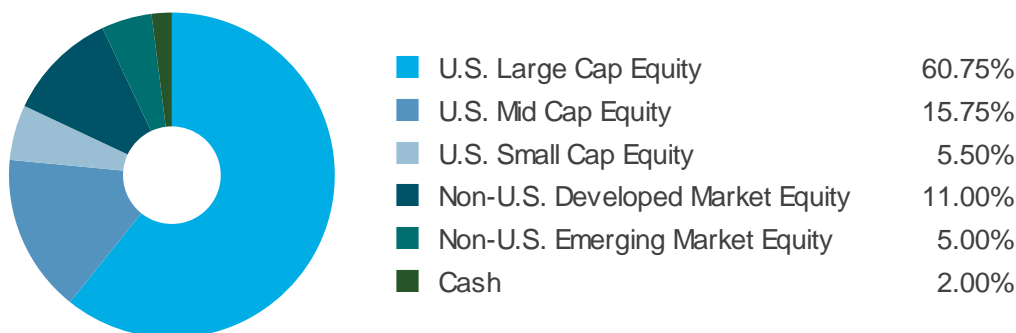 U.S. Large Cap Equity 60.75%
U.S. Mid Cap Equity 15.75%
U.S. Small Cap Equity 5.50%
Non-U.S. Developed Market Equity 11.00%
Non-U.S. Emerging Market Equity 5.00%
Cash 2.00%